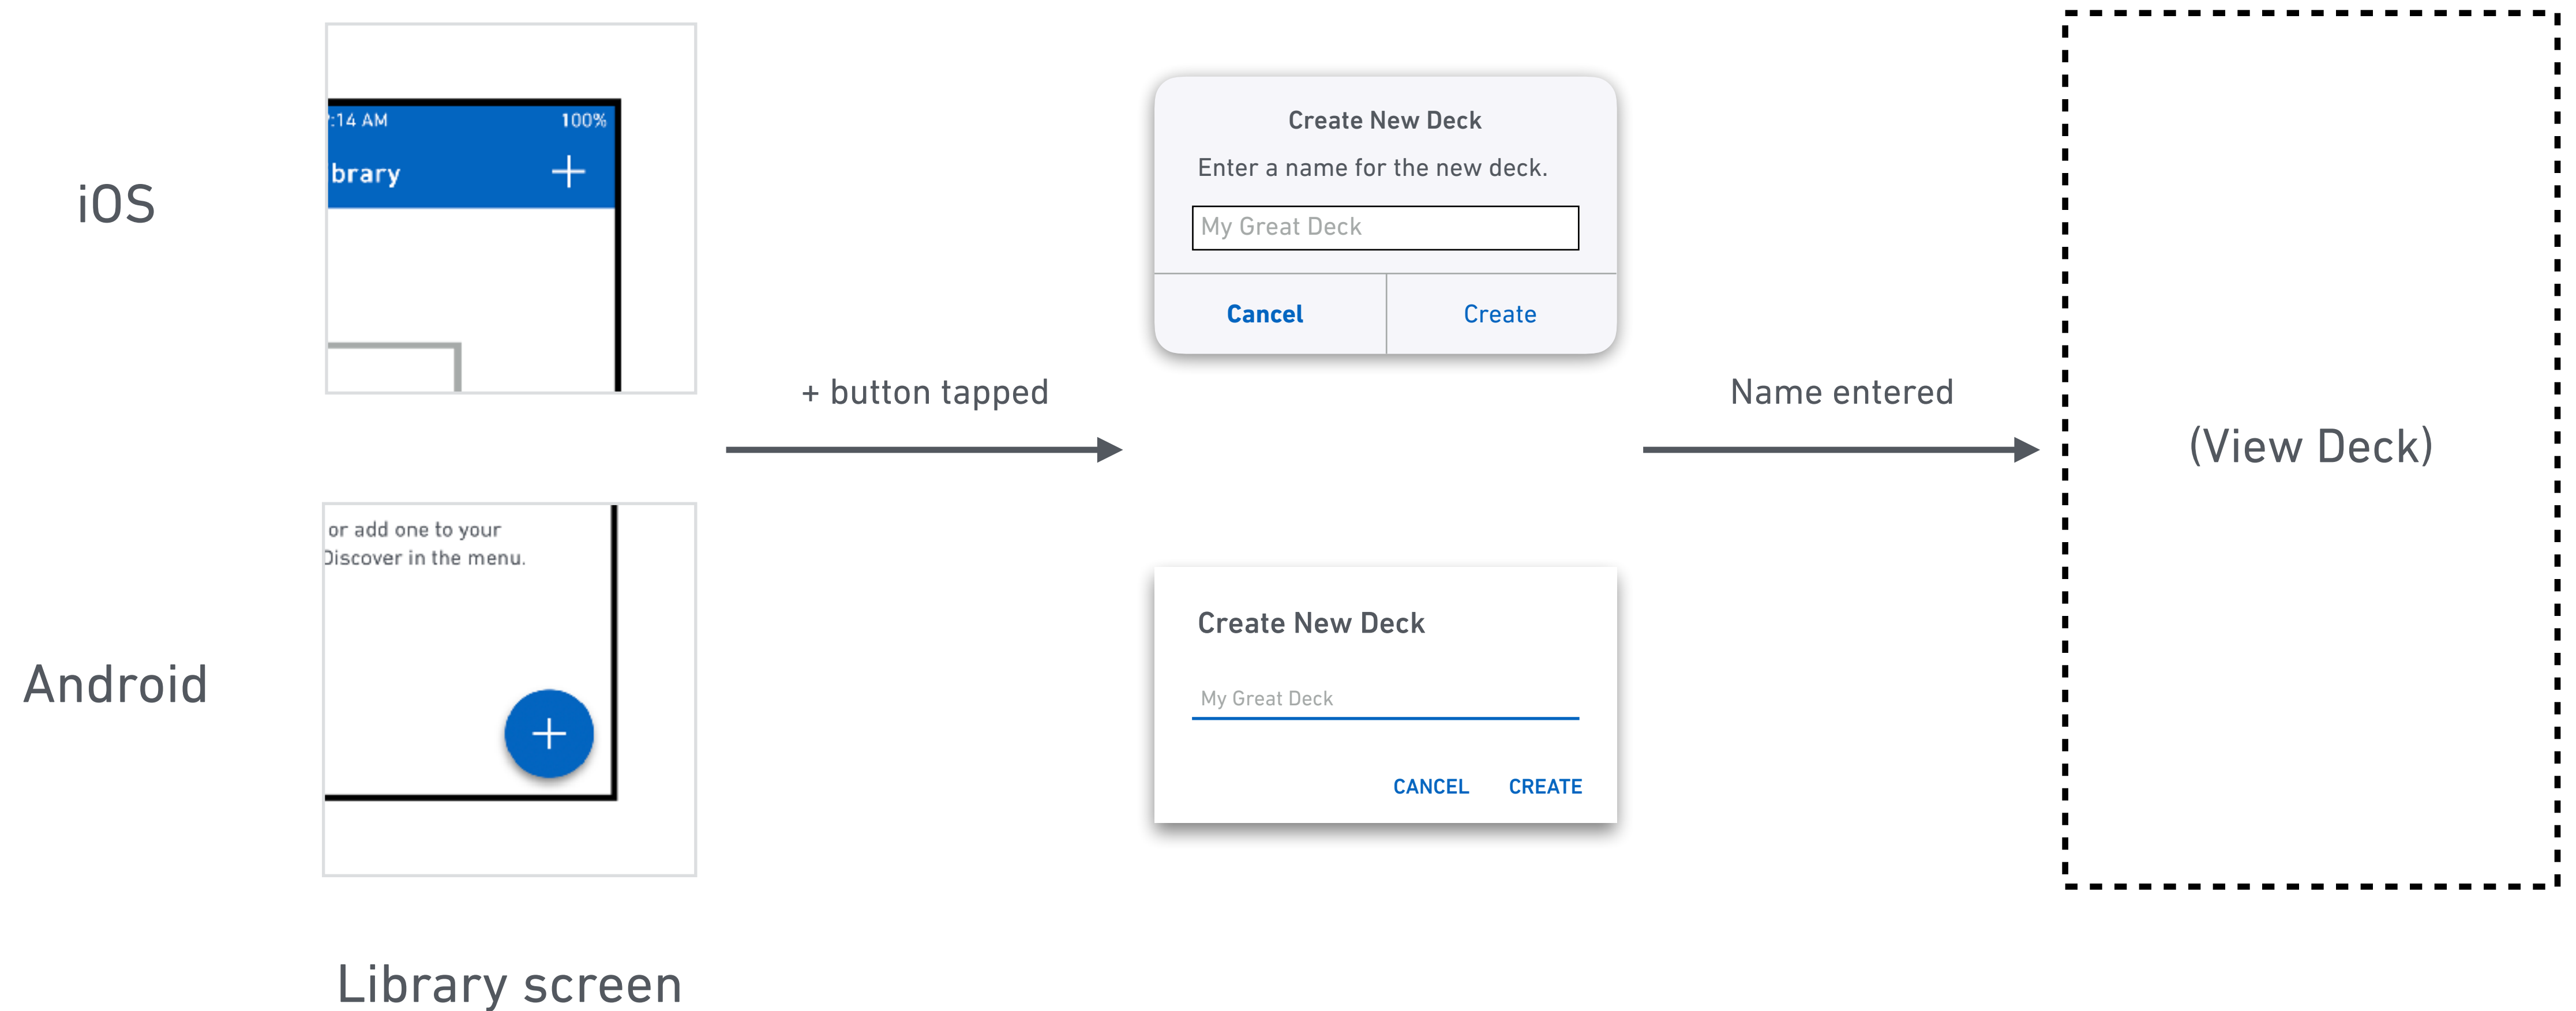 iOS
:14 AM 100%
brary +
+ button tapped
Create New Deck
Enter a name for the new deck.
My Great Deck
Cancel Create
Name entered
(View Deck)
Android
or add one to your
Discover in the menu.
+
Create New Deck
My Great Deck
CANCEL CREATE
Library screen